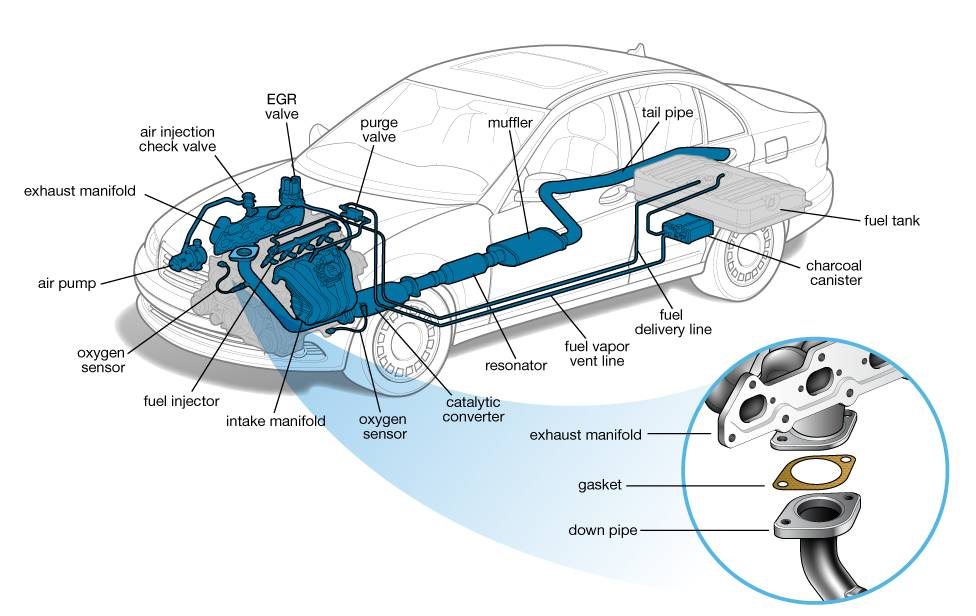 EGR
valve
purge
valve
muffler
tail pipe
air injection
check valve
exhaust manifold
fuel tank
air pump
charcoal
canister
fuel
delivery line
oxygen
sensor
fuel vapor
vent line
resonator
fuel injector
intake manifold
oxygen
sensor
catalytic
converter
exhaust manifold
gasket
down pipe